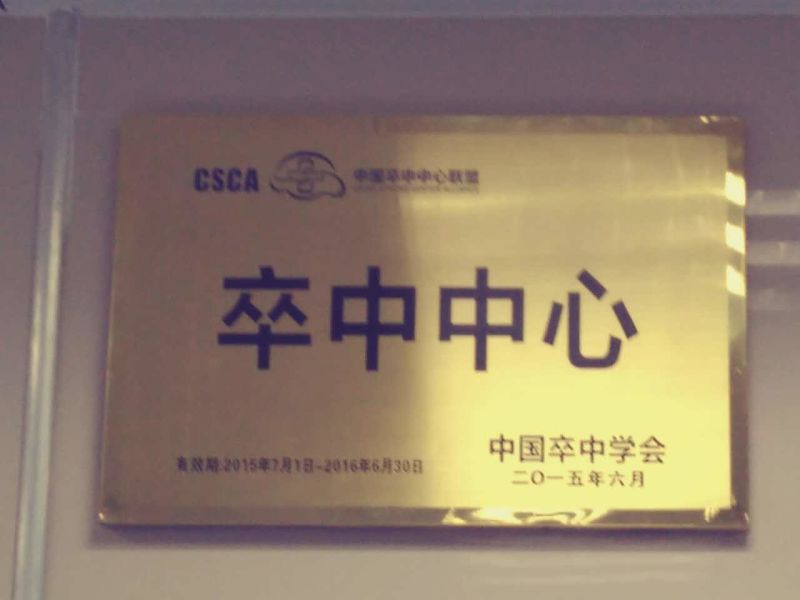 CSCA 中国卒中中心联盟
卒中中心
有效期:2015年7月1日-2016年6月30日
中国卒中学会
二〇一五年六月